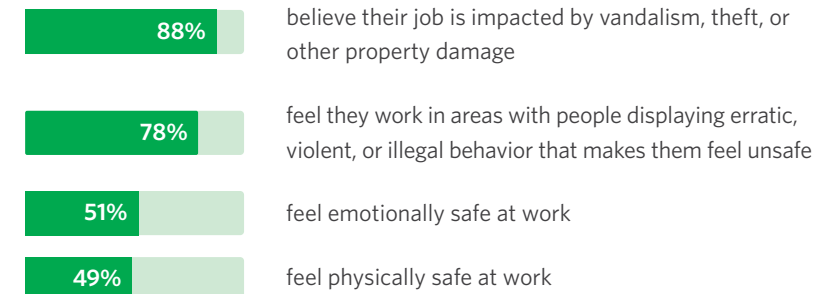 88%
believe their job is impacted by vandalism, theft, or
other property damage
78%
feel they work in areas with people displaying erratic,
violent, or illegal behavior that makes them feel unsafe
51%
feel emotionally safe at work
49%
feel physically safe at work